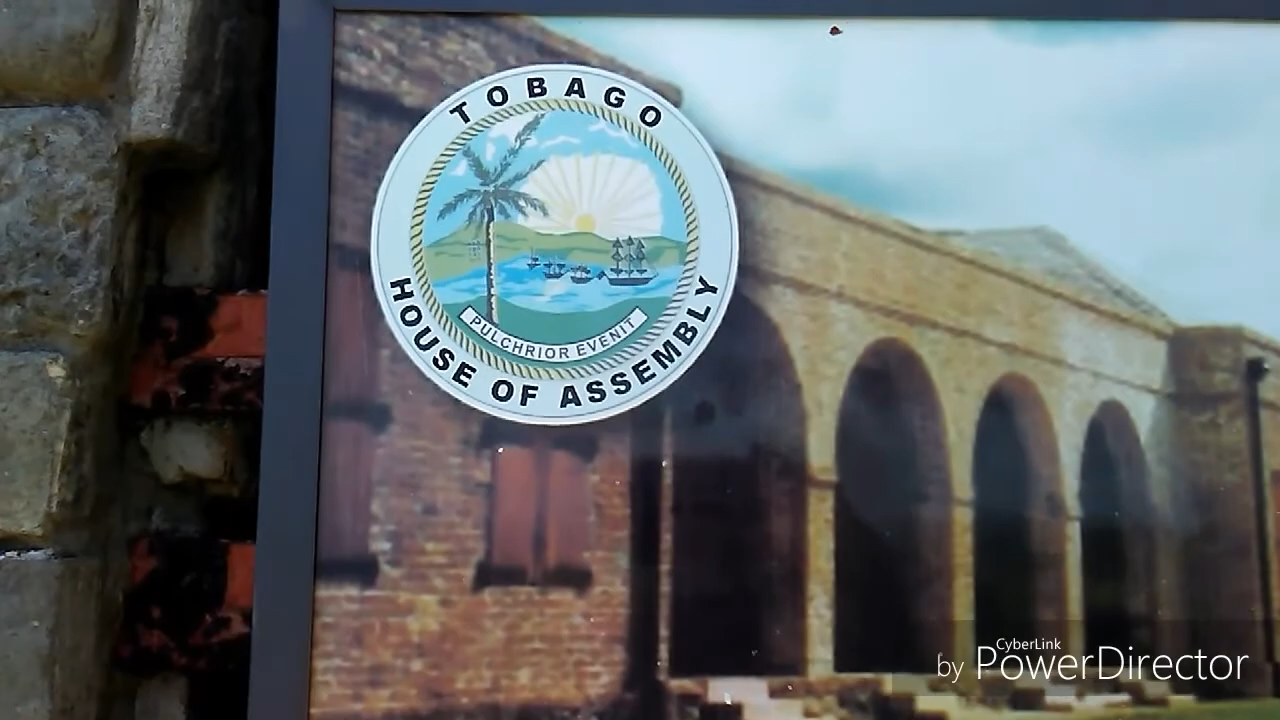 TOBAGO
PULCHRIOR EVENIT
HOUSE OF ASSEMBLY
CyberLink
by PowerDirector